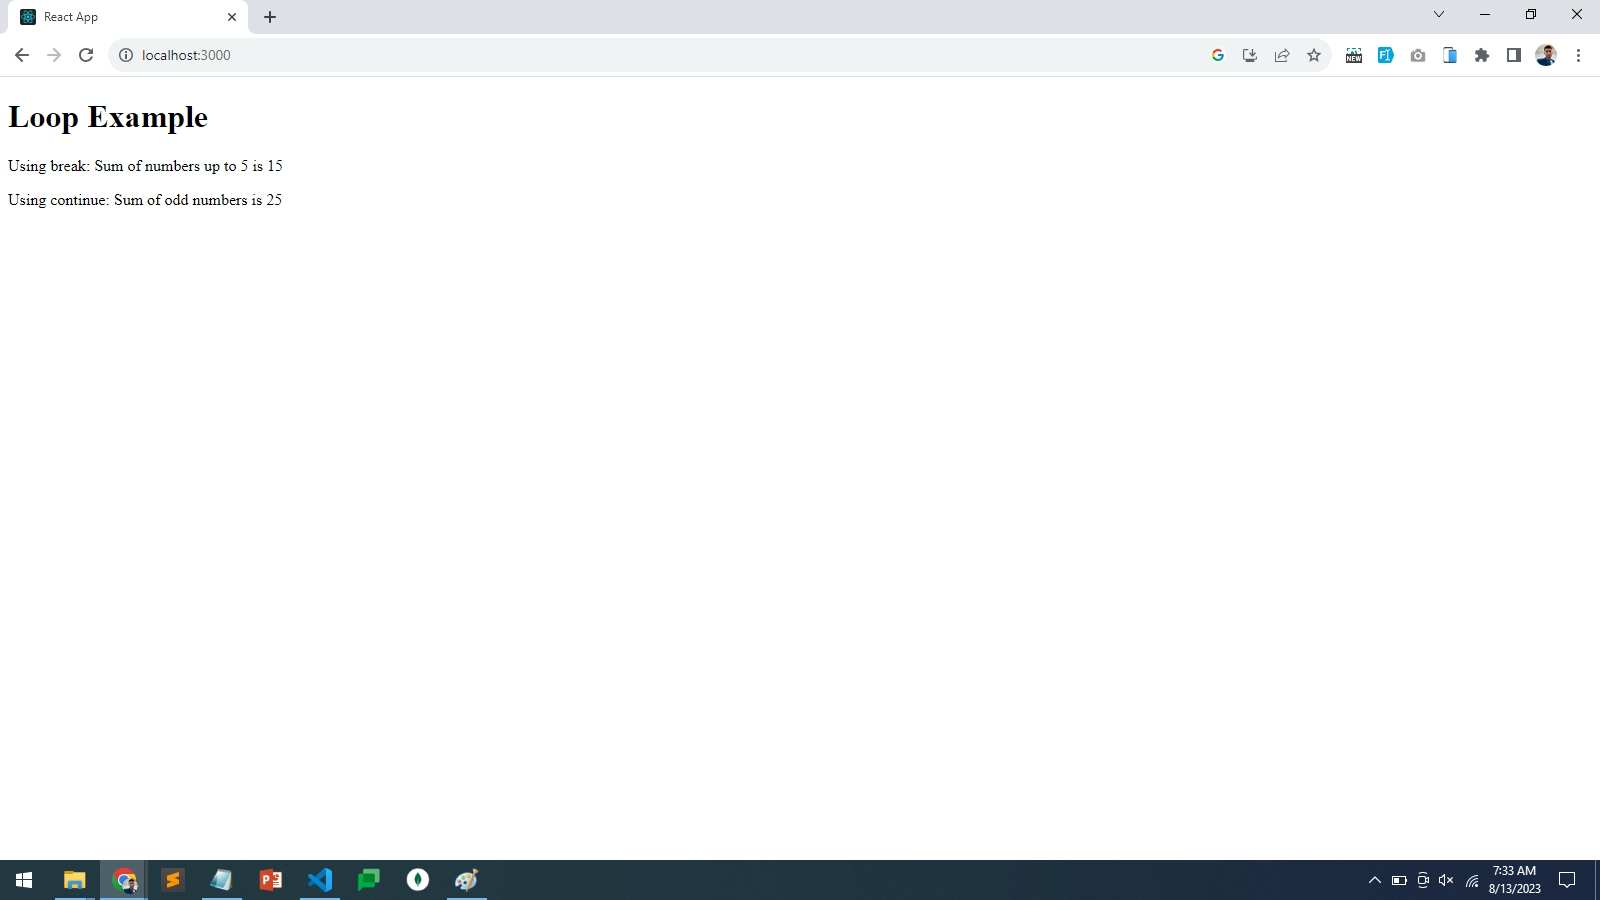 React App
localhost:3000
NEW
Loop Example
Using break: Sum of numbers up to 5 is 15
Using continue: Sum of odd numbers is 25
7:33 AM
8/13/2023